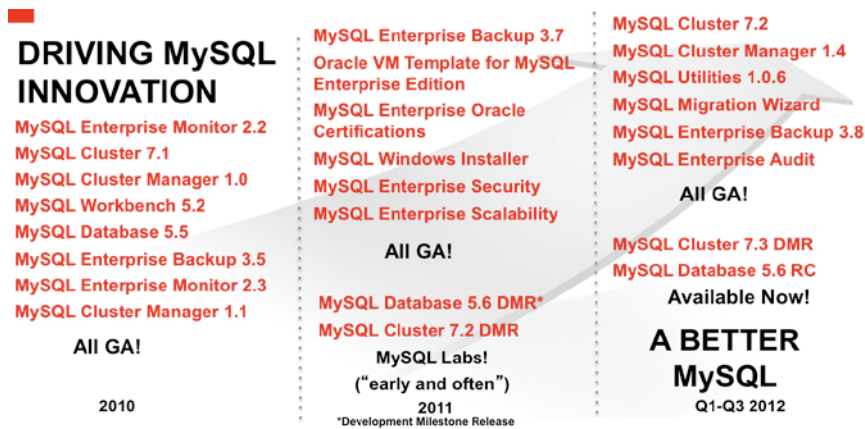 DRIVING MySQL
INNOVATION
MySQL Enterprise Monitor 2.2
MySQL Cluster 7.1
MySQL Cluster Manager 1.0
MySQL Workbench 5.2
MySQL Database 5.5
MySQL Enterprise Backup 3.5
MySQL Enterprise Monitor 2.3
MySQL Cluster Manager 1.1
All GA!
2010
MySQL Enterprise Backup 3.7
Oracle VM Template for MySQL
Enterprise Edition
MySQL Enterprise Oracle
Certifications
MySQL Windows Installer
MySQL Enterprise Security
MySQL Enterprise Scalability
All GA!
MySQL Database 5.6 DMR*
MySQL Cluster 7.2 DMR
MySQL Labs!
(“early and often”)
2011
*Development Milestone Release
MySQL Cluster 7.2
MySQL Cluster Manager 1.4
MySQL Utilities 1.0.6
MySQL Migration Wizard
MySQL Enterprise Backup 3.8
MySQL Enterprise Audit
All GA!
MySQL Cluster 7.3 DMR
MySQL Database 5.6 RC
Available Now!
A BETTER
MySQL
Q1-Q3 2012